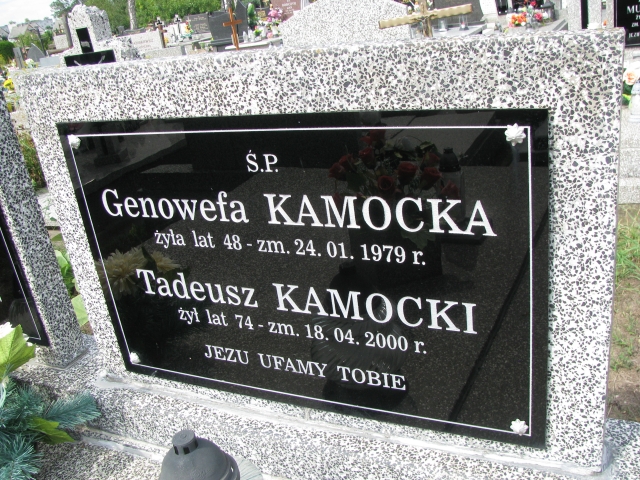 Ś.P.
Genowefa KAMOCKA
żyła lat 48 - zm. 24. 01. 1979 r.
Tadeusz KAMOCKI
żył lat 74 - zm. 18. 04. 2000 r.
JEZU UFAMY TOBIE